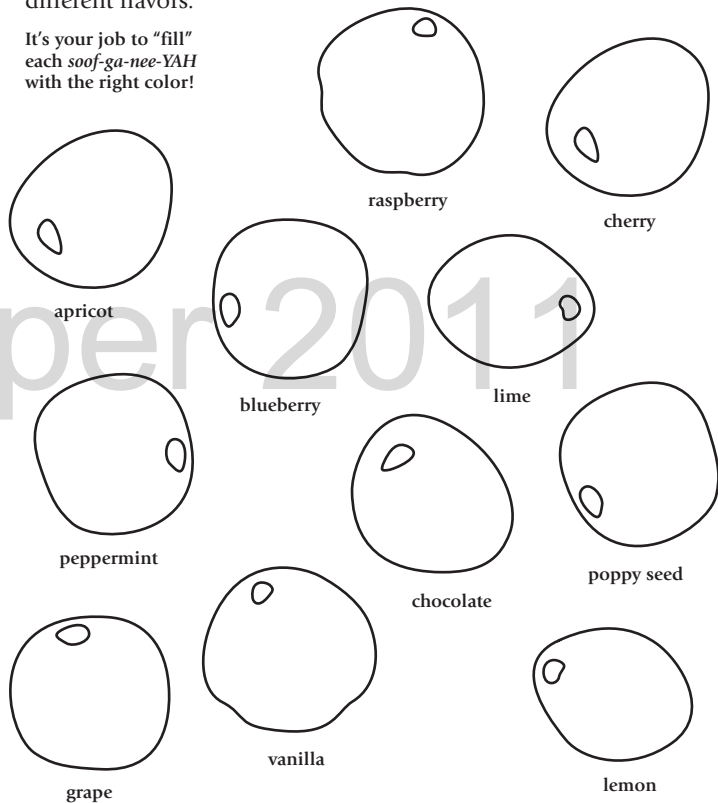 different flavors.
It's your job to "fill"
each soof-ga-nee-YAH
with the right color!
raspberry
cherry
apricot
blueberry
lime
per 2011
peppermint
chocolate
poppy seed
grape
vanilla
lemon